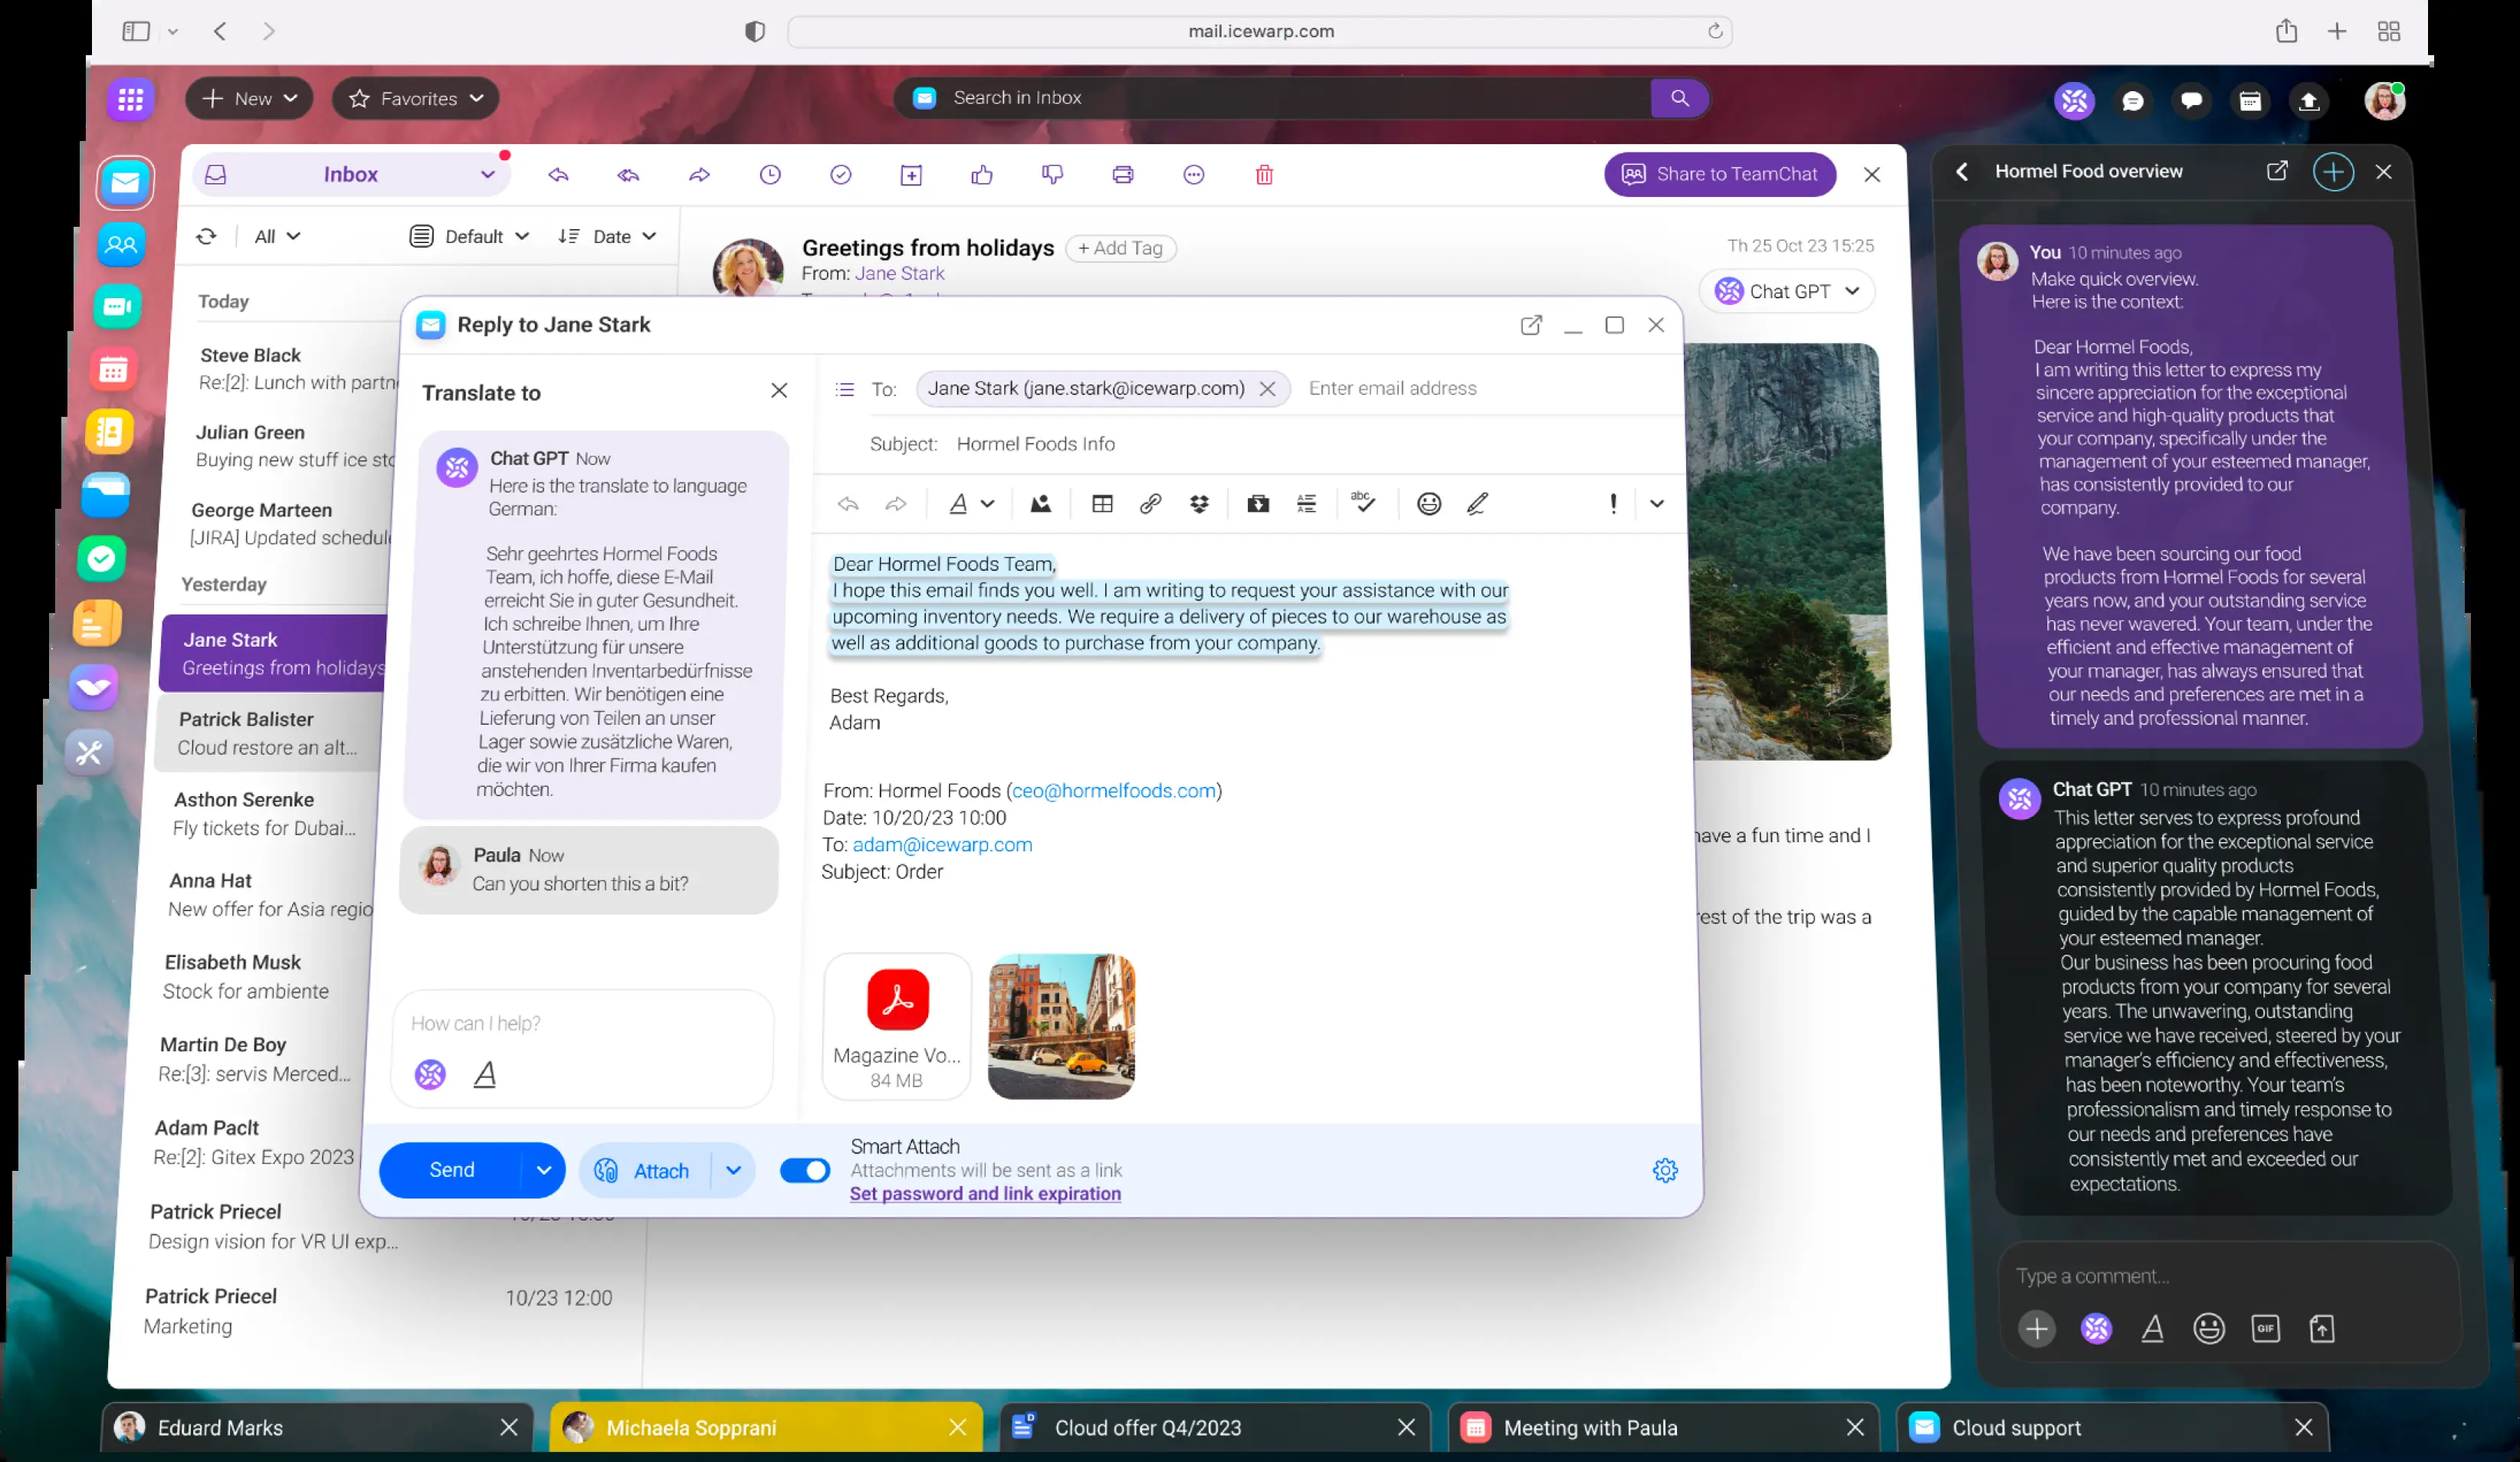 mail.icewarp.com
New
Favorites
Search in Inbox
Inbox
Share to TeamChat
All
Default
Date
Today
Steve Black
Re:[2]: Lunch with
Julian Green
Buying new stuff ice
George Marteen
[JIRA] Updated
Yesterday
Jane Stark
Greetings from holidays
Patrick Balister
Cloud restore an alt...
Asthon Serenke
Fly tickets for Dubai...
Anna Hat
New offer for Asia
Elisabeth Musk
Stock for ambiente
Martin De Boy
Re:[3]: servis Merced...
Adam Paclt
Re:[2]: Gitex Expo 2023
Patrick Priecel
Design vision for VR UI exp...
Patrick Priecel
10/23 12:00
Marketing
Greetings from holidays
+ Add Tag
From: Jane Stark
Th 25 Oct 23 15:25
Chat GPT
have a fun time and I
rest of the trip was a
Reply to Jane Stark
Translate to
Chat GPT Now
Here is the translate to language
German:
Sehr geehrtes Hormel Foods
Team, ich hoffe, diese E-Mail
erreicht Sie in guter Gesundheit.
Ich schreibe Ihnen, um Ihre
Unterstützung für unsere
anstehenden Inventarbedürfnisse
zu erbitten. Wir benötigen eine
Lieferung von Teilen an unser
Lager sowie zusätzliche Waren,
die wir von Ihrer Firma kaufen
möchten.
Paula Now
Can you shorten this a bit?
How can I help?
To: Jane Stark (jane.stark@icewarp.com) Enter email address
Subject: Hormel Foods Info
abc
Dear Hormel Foods Team,
I hope this email finds you well. I am writing to request your assistance with our
upcoming inventory needs. We require a delivery of pieces to our warehouse as
well as additional goods to purchase from your company.
Best Regards,
Adam
From: Hormel Foods (ceo@hormelfoods.com)
Date: 10/20/23 10:00
To: adam@icewarp.com
Subject: Order
Magazine Vo...
84 MB
Send
Attach
Smart Attach
Attachments will be sent as a link
Set password and link expiration
Hormel Food overview
You 10 minutes ago
Make quick overview.
Here is the context:
Dear Hormel Foods,
I am writing this letter to express my
sincere appreciation for the exceptional
service and high-quality products that
your company, specifically under the
management of your esteemed manager,
has consistently provided to our
company.
We have been sourcing our food
products from Hormel Foods for several
years now, and your outstanding service
has never wavered. Your team, under the
efficient and effective management of
your manager, has always ensured that
our needs and preferences are met in a
timely and professional manner.
Chat GPT 10 minutes ago
This letter serves to express profound
appreciation for the exceptional service
and superior quality products
consistently provided by Hormel Foods,
guided by the capable management of
your esteemed manager.
Our business has been procuring food
products from your company for several
years. The unwavering, outstanding
service we have received, steered by your
manager's efficiency and effectiveness,
has been noteworthy. Your team's
professionalism and timely response to
our needs and preferences have
consistently met and exceeded our
expectations.
Type a comment...
GIF
Eduard Marks
Michaela Sopprani
D
Cloud offer Q4/2023
Meeting with Paula
Cloud support